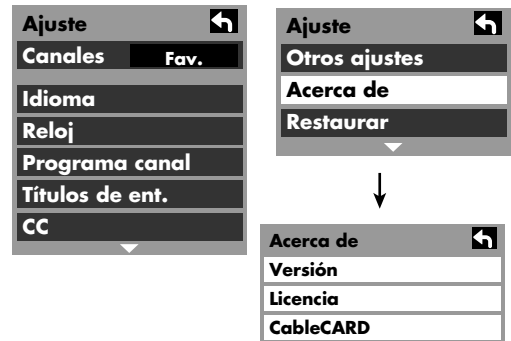 Ajuste
Canales Fav.
Idioma
Reloj
Programa canal
Títulos de ent.
CC
Ajuste
Otros ajustes
Acerca de
Restaurar
Acerca de
Versión
Licencia
CableCARD